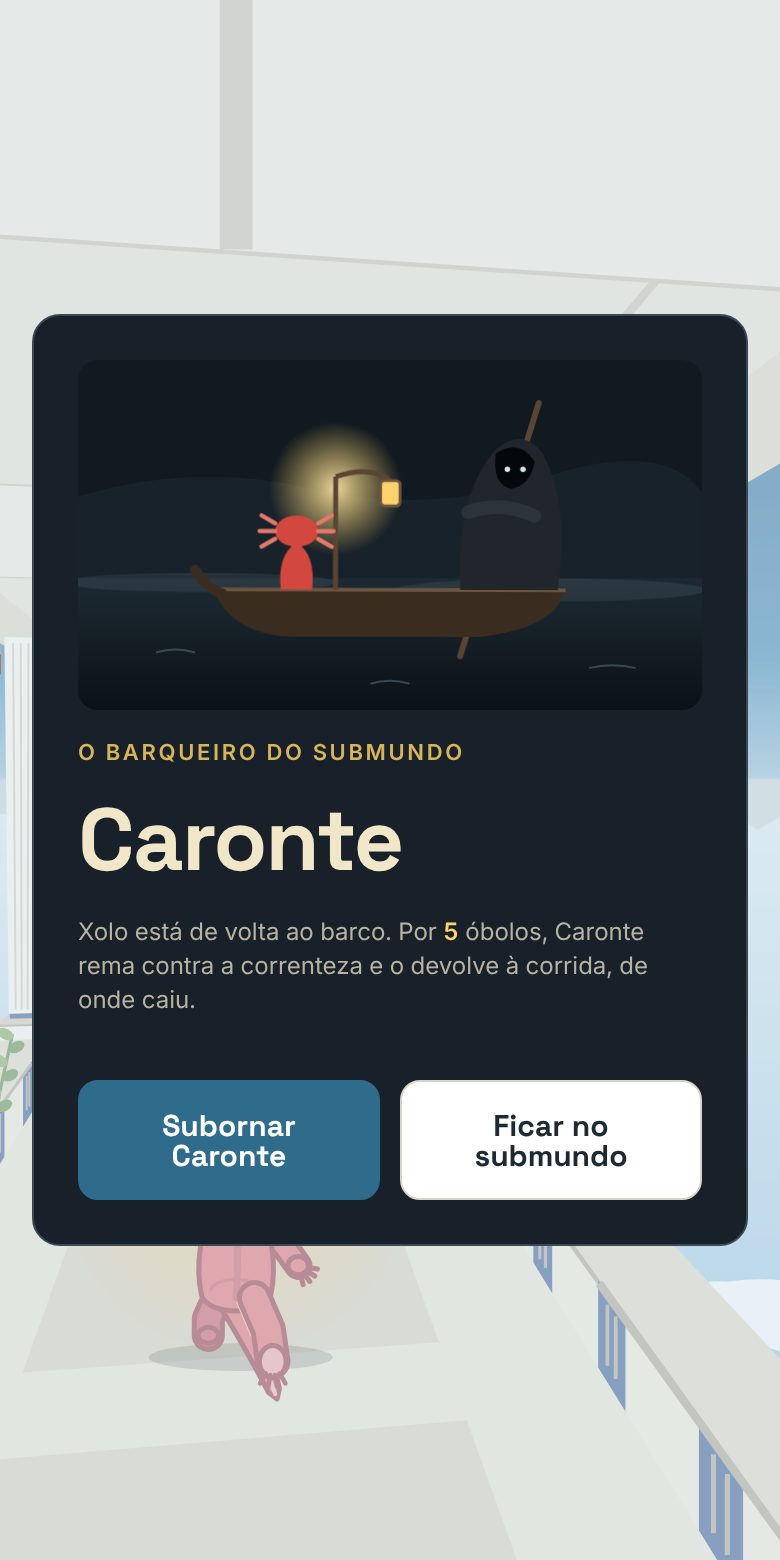 O BARQUEIRO DO SUBMUNDO
Caronte
Xolo está de volta ao barco. Por 5 óbolos, Caronte
rema contra a correnteza e o devolve à corrida, de
onde caiu.
Subornar
Caronte
Ficar no
submundo